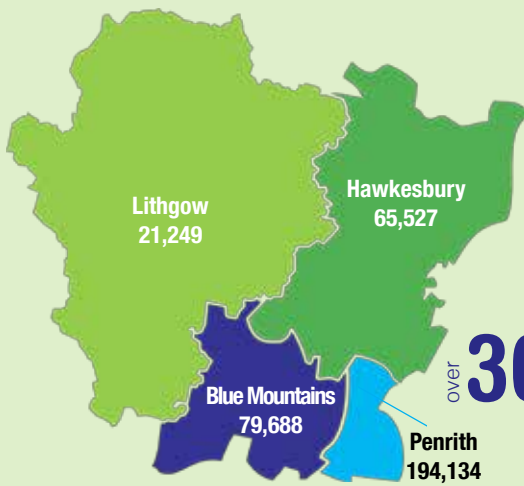 Lithgow
21,249
Hawkesbury
65,527
over
Blue Mountains
79,688
Penrith
194,134